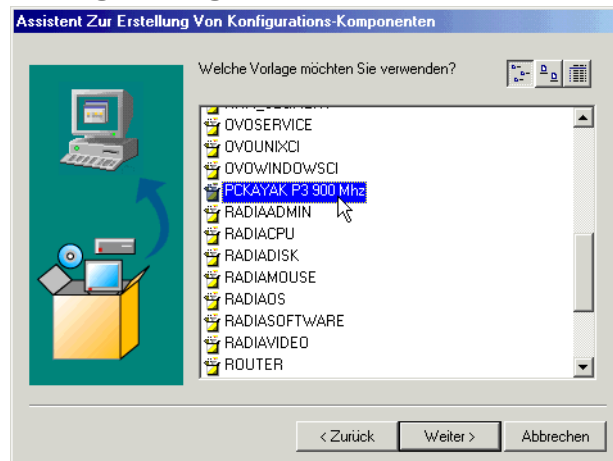 Assistent Zur Erstellung Von Konfigurations-Komponenten
Welche Vorlage möchten Sie verwenden?
OVOSERVICE
OVOUNIXCI
OVOWINDOWSCI
PCKAYAK P3 900 Mhz
RADIAADMIN
RADIACPU
RADIADISK
RADIAMOUSE
RADIAOS
RADIASOFTWARE
RADIAVIDEO
ROUTER
< Zurück Weiter > Abbrechen